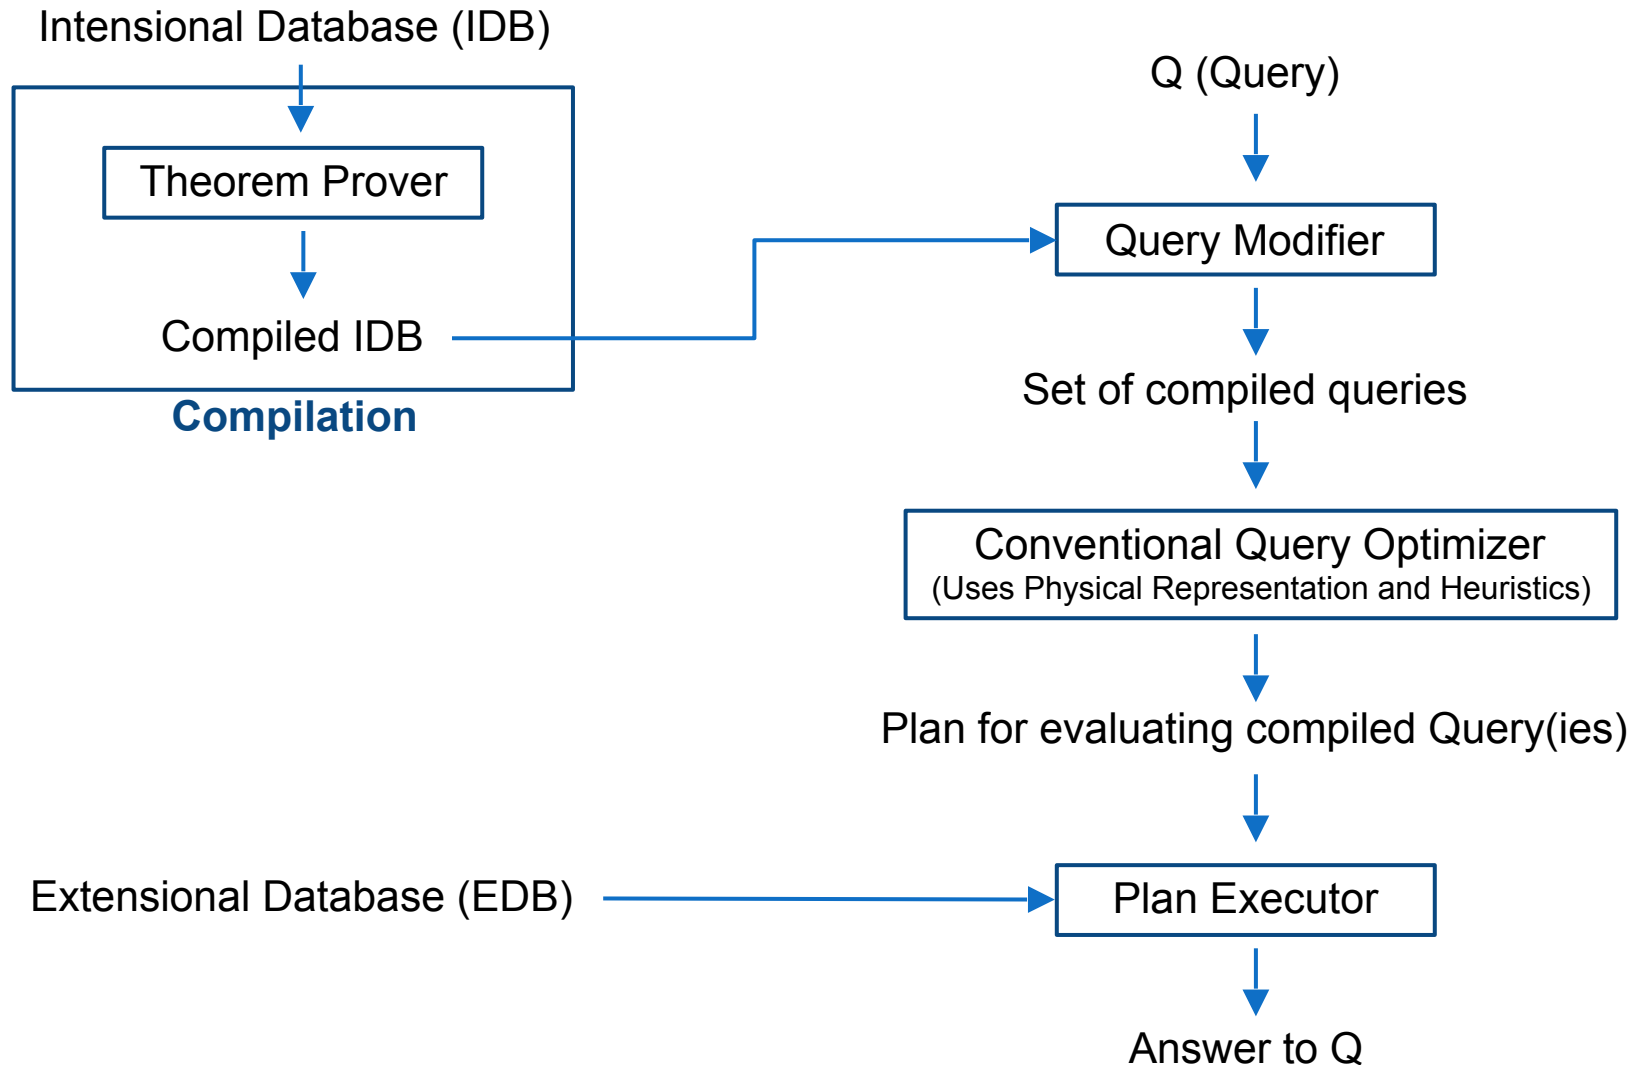 Intensional Database (IDB)
Theorem Prover
Compiled IDB
Compilation
Q (Query)
Query Modifier
Set of compiled queries
Conventional Query Optimizer
(Uses Physical Representation and Heuristics)
Plan for evaluating compiled Query(ies)
Extensional Database (EDB)
Plan Executor
Answer to Q